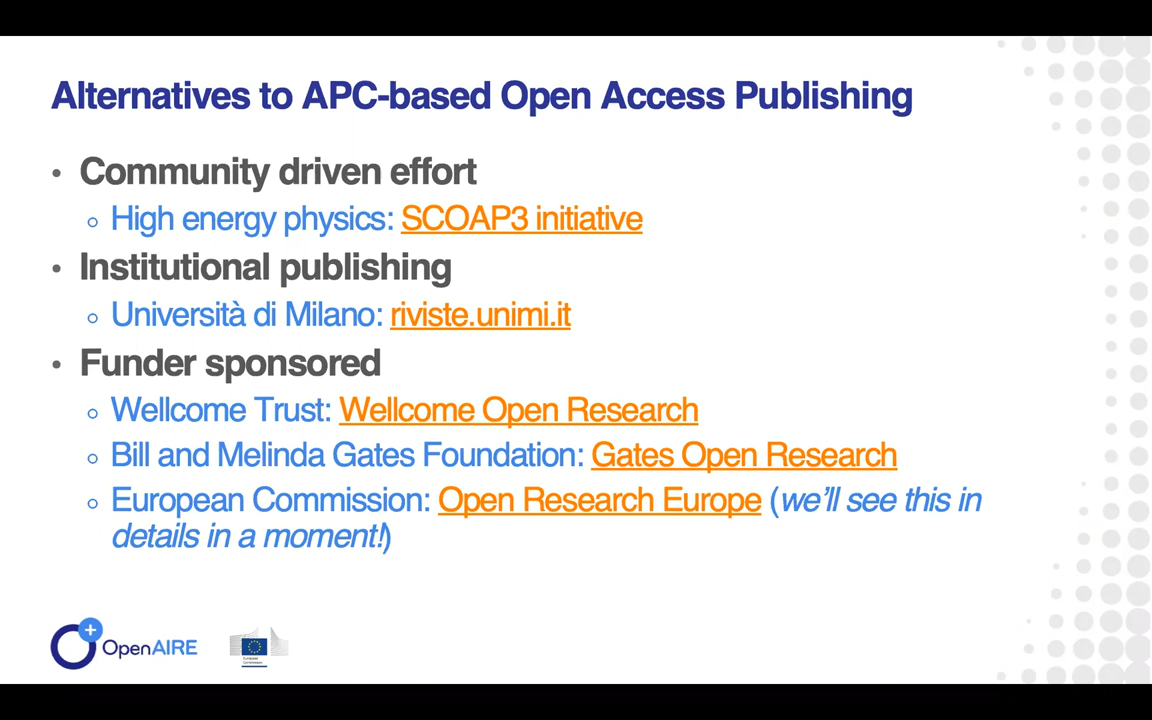 Alternatives to APC-based Open Access Publishing
• Community driven effort
○ High energy physics: SCOAP3 initiative
• Institutional publishing
○ Università di Milano: riviste.unimi.it
• Funder sponsored
○ Wellcome Trust: Wellcome Open Research
○ Bill and Melinda Gates Foundation: Gates Open Research
○ European Commission: Open Research Europe (we’ll see this in
details in a moment!)
OpenAIRE
European
Commission